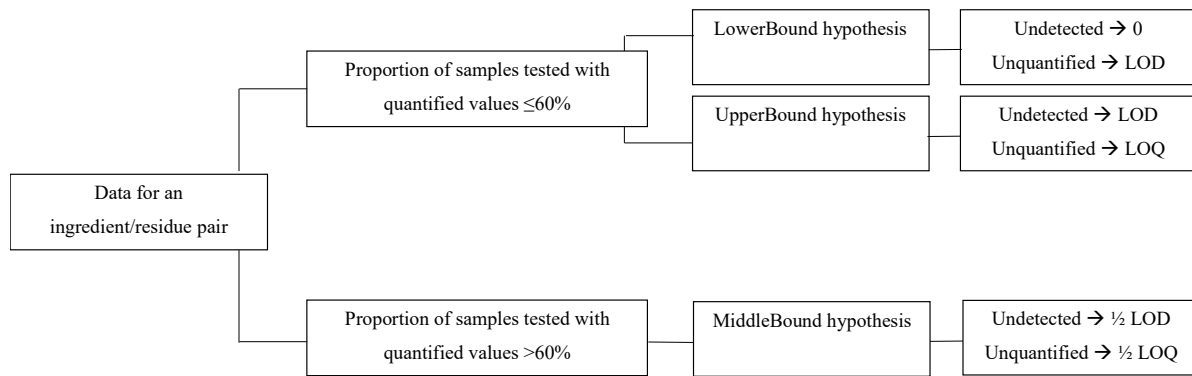 Data for an
ingredient/residue pair
Proportion of samples tested with
quantified values ≤60%
LowerBound hypothesis
Undetected → 0
Unquantified → LOD
UpperBound hypothesis
Undetected → LOD
Unquantified → LOQ
Proportion of samples tested with
quantified values >60%
MiddleBound hypothesis
Undetected → ½ LOD
Unquantified → ½ LOQ